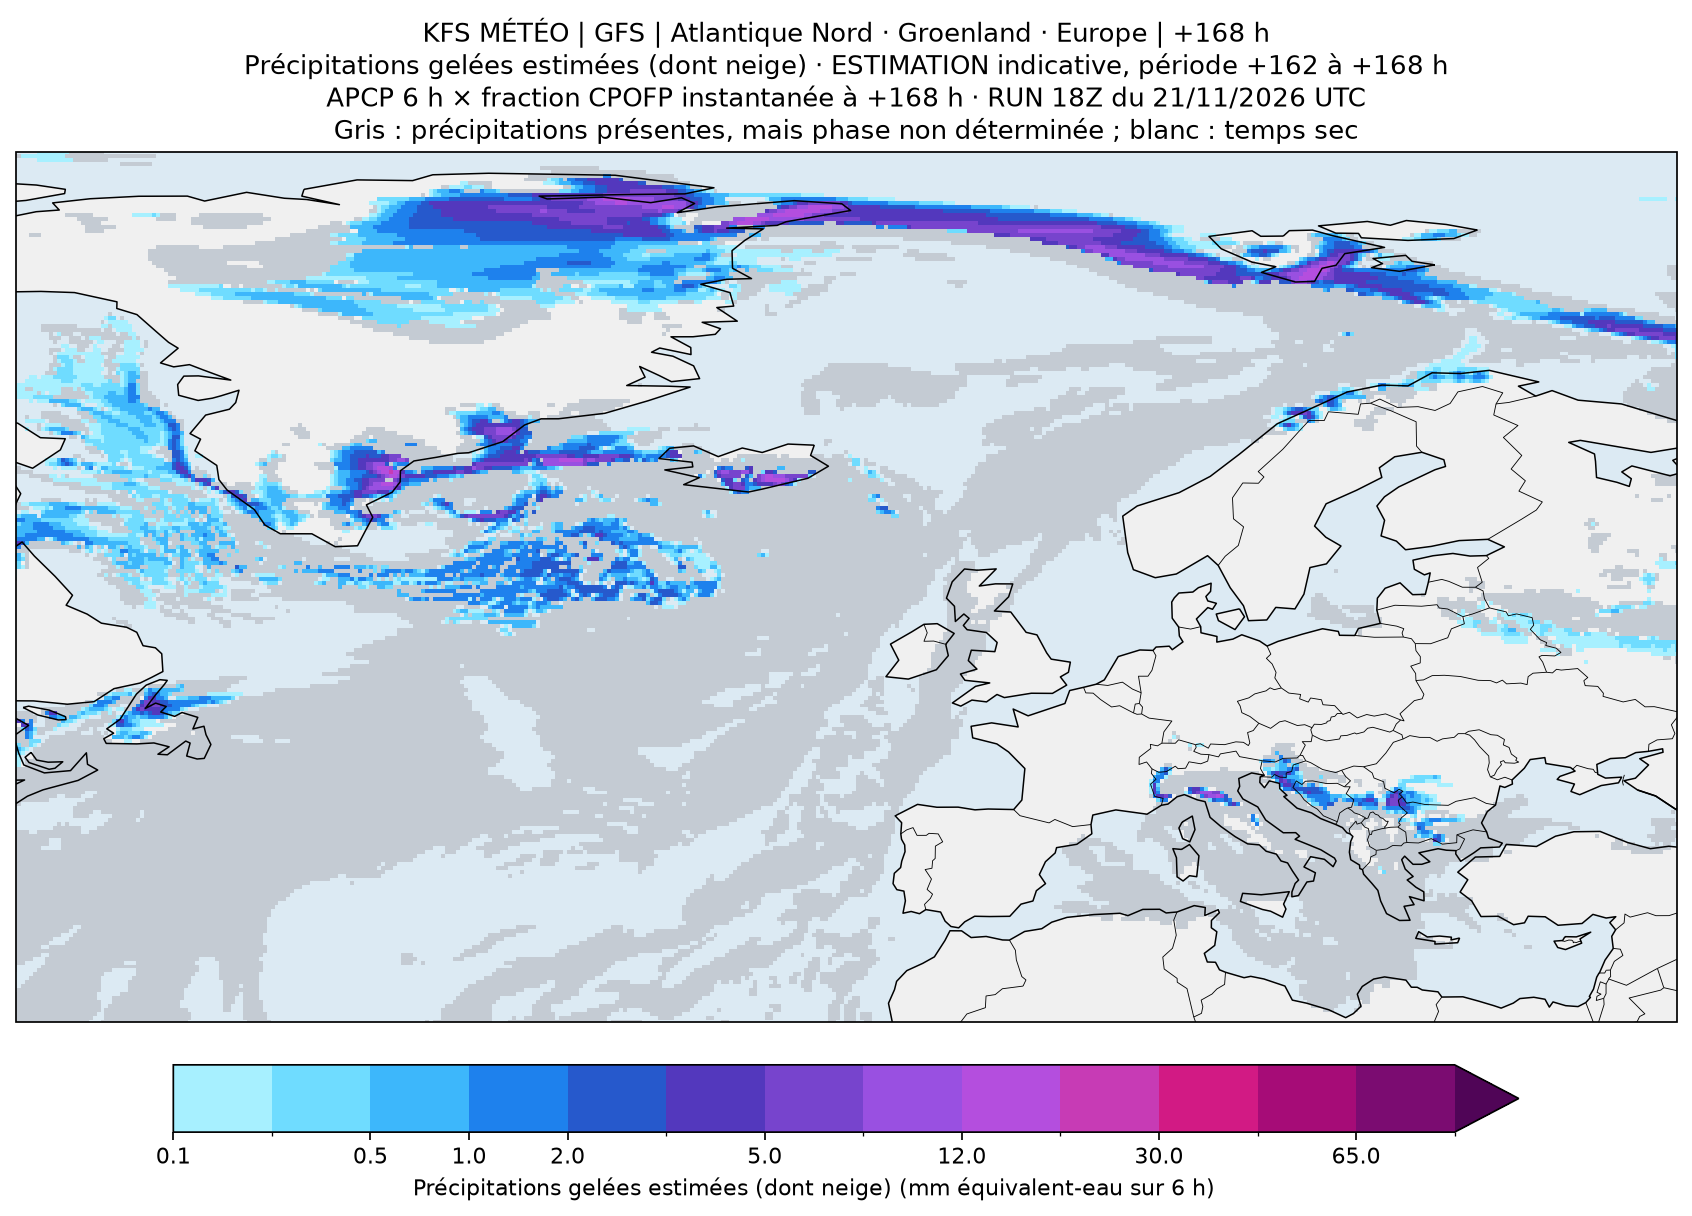 KFS MÉTÉO | GFS | Atlantique Nord · Groenland · Europe | +168 h
Précipitations gelées estimées (dont neige) · ESTIMATION indicative, période +162 à +168 h
APCP 6 h × fraction CPOFP instantanée à +168 h · RUN 18Z du 21/11/2026 UTC
Gris : précipitations présentes, mais phase non déterminée ; blanc : temps sec
0.1 0.5 1.0 2.0 5.0 12.0 30.0 65.0
Précipitations gelées estimées (dont neige) (mm équivalent-eau sur 6 h)